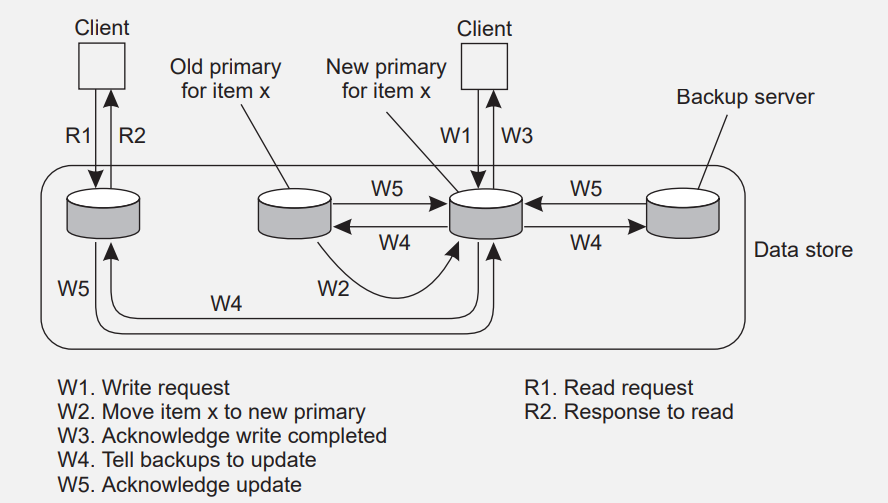 Client
Client
Old primary
for item x
New primary
for item x
Backup server
R1
R2
W1
W3
W5
W5
W4
W4
Data store
W5
W4
W2
W1. Write request
W2. Move item x to new primary
W3. Acknowledge write completed
W4. Tell backups to update
W5. Acknowledge update
R1. Read request
R2. Response to read